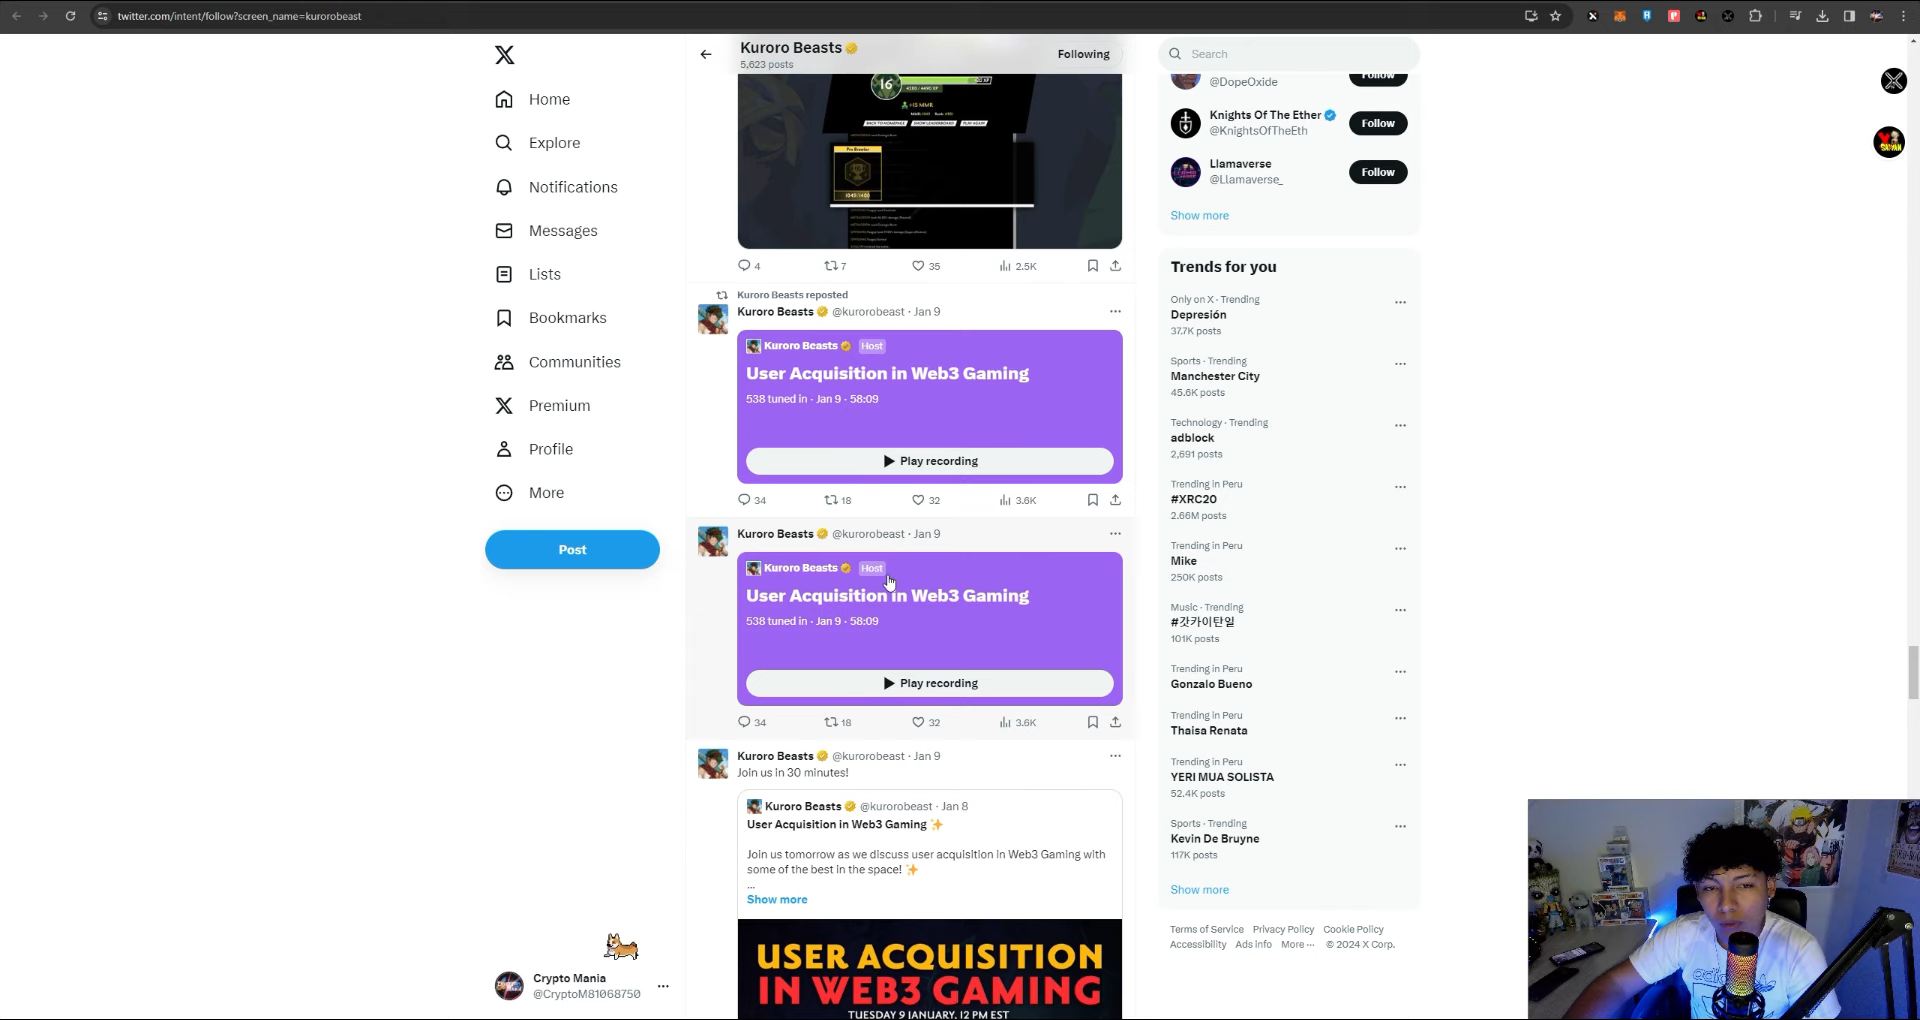 twitter.com/intent/follow?screen_name=kurorobeast
Home
Explore
Notifications
Messages
Lists
Bookmarks
Communities
Premium
Profile
More
Post
Crypto Mania
@CryptoM81068750
Kuroro Beasts
5,623 posts
Following
16
+15 MMR
BACK TO HOMEPAGE SHOW LEADERBOARD PLAY AGAIN
4 7 35 2.5K
Kuroro Beasts reposted
Kuroro Beasts @kurorobeast · Jan 9
Kuroro Beasts Host
User Acquisition in Web3 Gaming
538 tuned in · Jan 9 · 58:09
Play recording
34 18 32 3.6K
Kuroro Beasts @kurorobeast · Jan 9
Kuroro Beasts Host
User Acquisition in Web3 Gaming
538 tuned in · Jan 9 · 58:09
Play recording
34 18 32 3.6K
Kuroro Beasts @kurorobeast · Jan 9
Join us in 30 minutes!
Kuroro Beasts @kurorobeast · Jan 8
User Acquisition in Web3 Gaming ✨
Join us tomorrow as we discuss user acquisition in Web3 Gaming with
some of the best in the space! ✨
...
Show more
USER ACQUISITION
IN WEB3 GAMING
TUESDAY 9 JANUARY, 12 PM EST
Search
@DopeOxide
Follow
Knights Of The Ether
@KnightsOfTheEth
Follow
Llamaverse
@Llamaverse_
Follow
Show more
Trends for you
Only on X · Trending
Depresión
37.7K posts
Sports · Trending
Manchester City
45.6K posts
Technology · Trending
adblock
2,691 posts
Trending in Peru
#XRC20
2.66M posts
Trending in Peru
Mike
250K posts
Music · Trending
#갓카이탄일
101K posts
Trending in Peru
Gonzalo Bueno
Trending in Peru
Thaisa Renata
Trending in Peru
YERI MUA SOLISTA
52.4K posts
Sports · Trending
Kevin De Bruyne
117K posts
Show more
Terms of Service Privacy Policy Cookie Policy
Accessibility Ads info More ··· © 2024 X Corp.